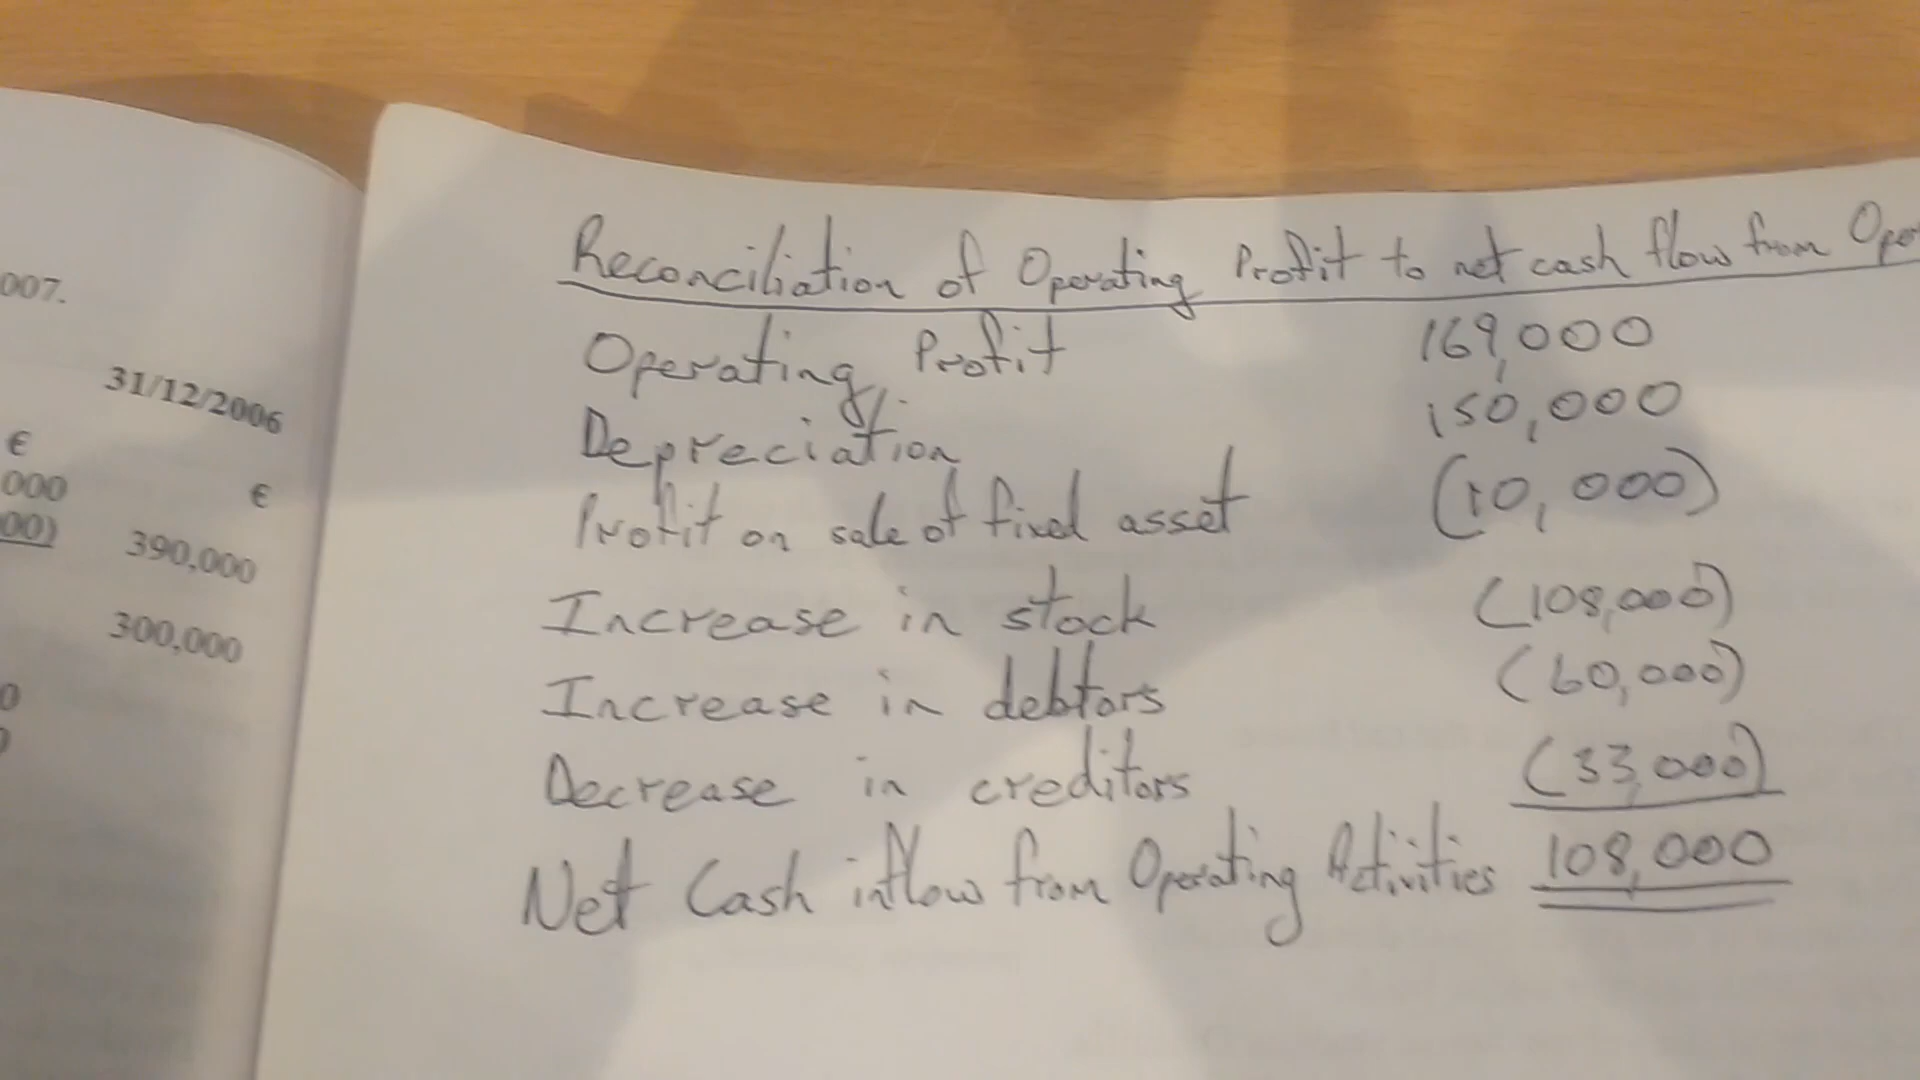 007.
31/12/2006
€
€
000
00)
390,000
300,000
0
Reconciliation of Operating Profit to net cash flow from Oper
Operating Profit 169,000
Depreciation 150,000
Profit on sale of fixed asset (10,000)
Increase in stock (108,000)
Increase in debtors (60,000)
Decrease in creditors (33,000)
Net Cash inflow from Operating Activities 108,000